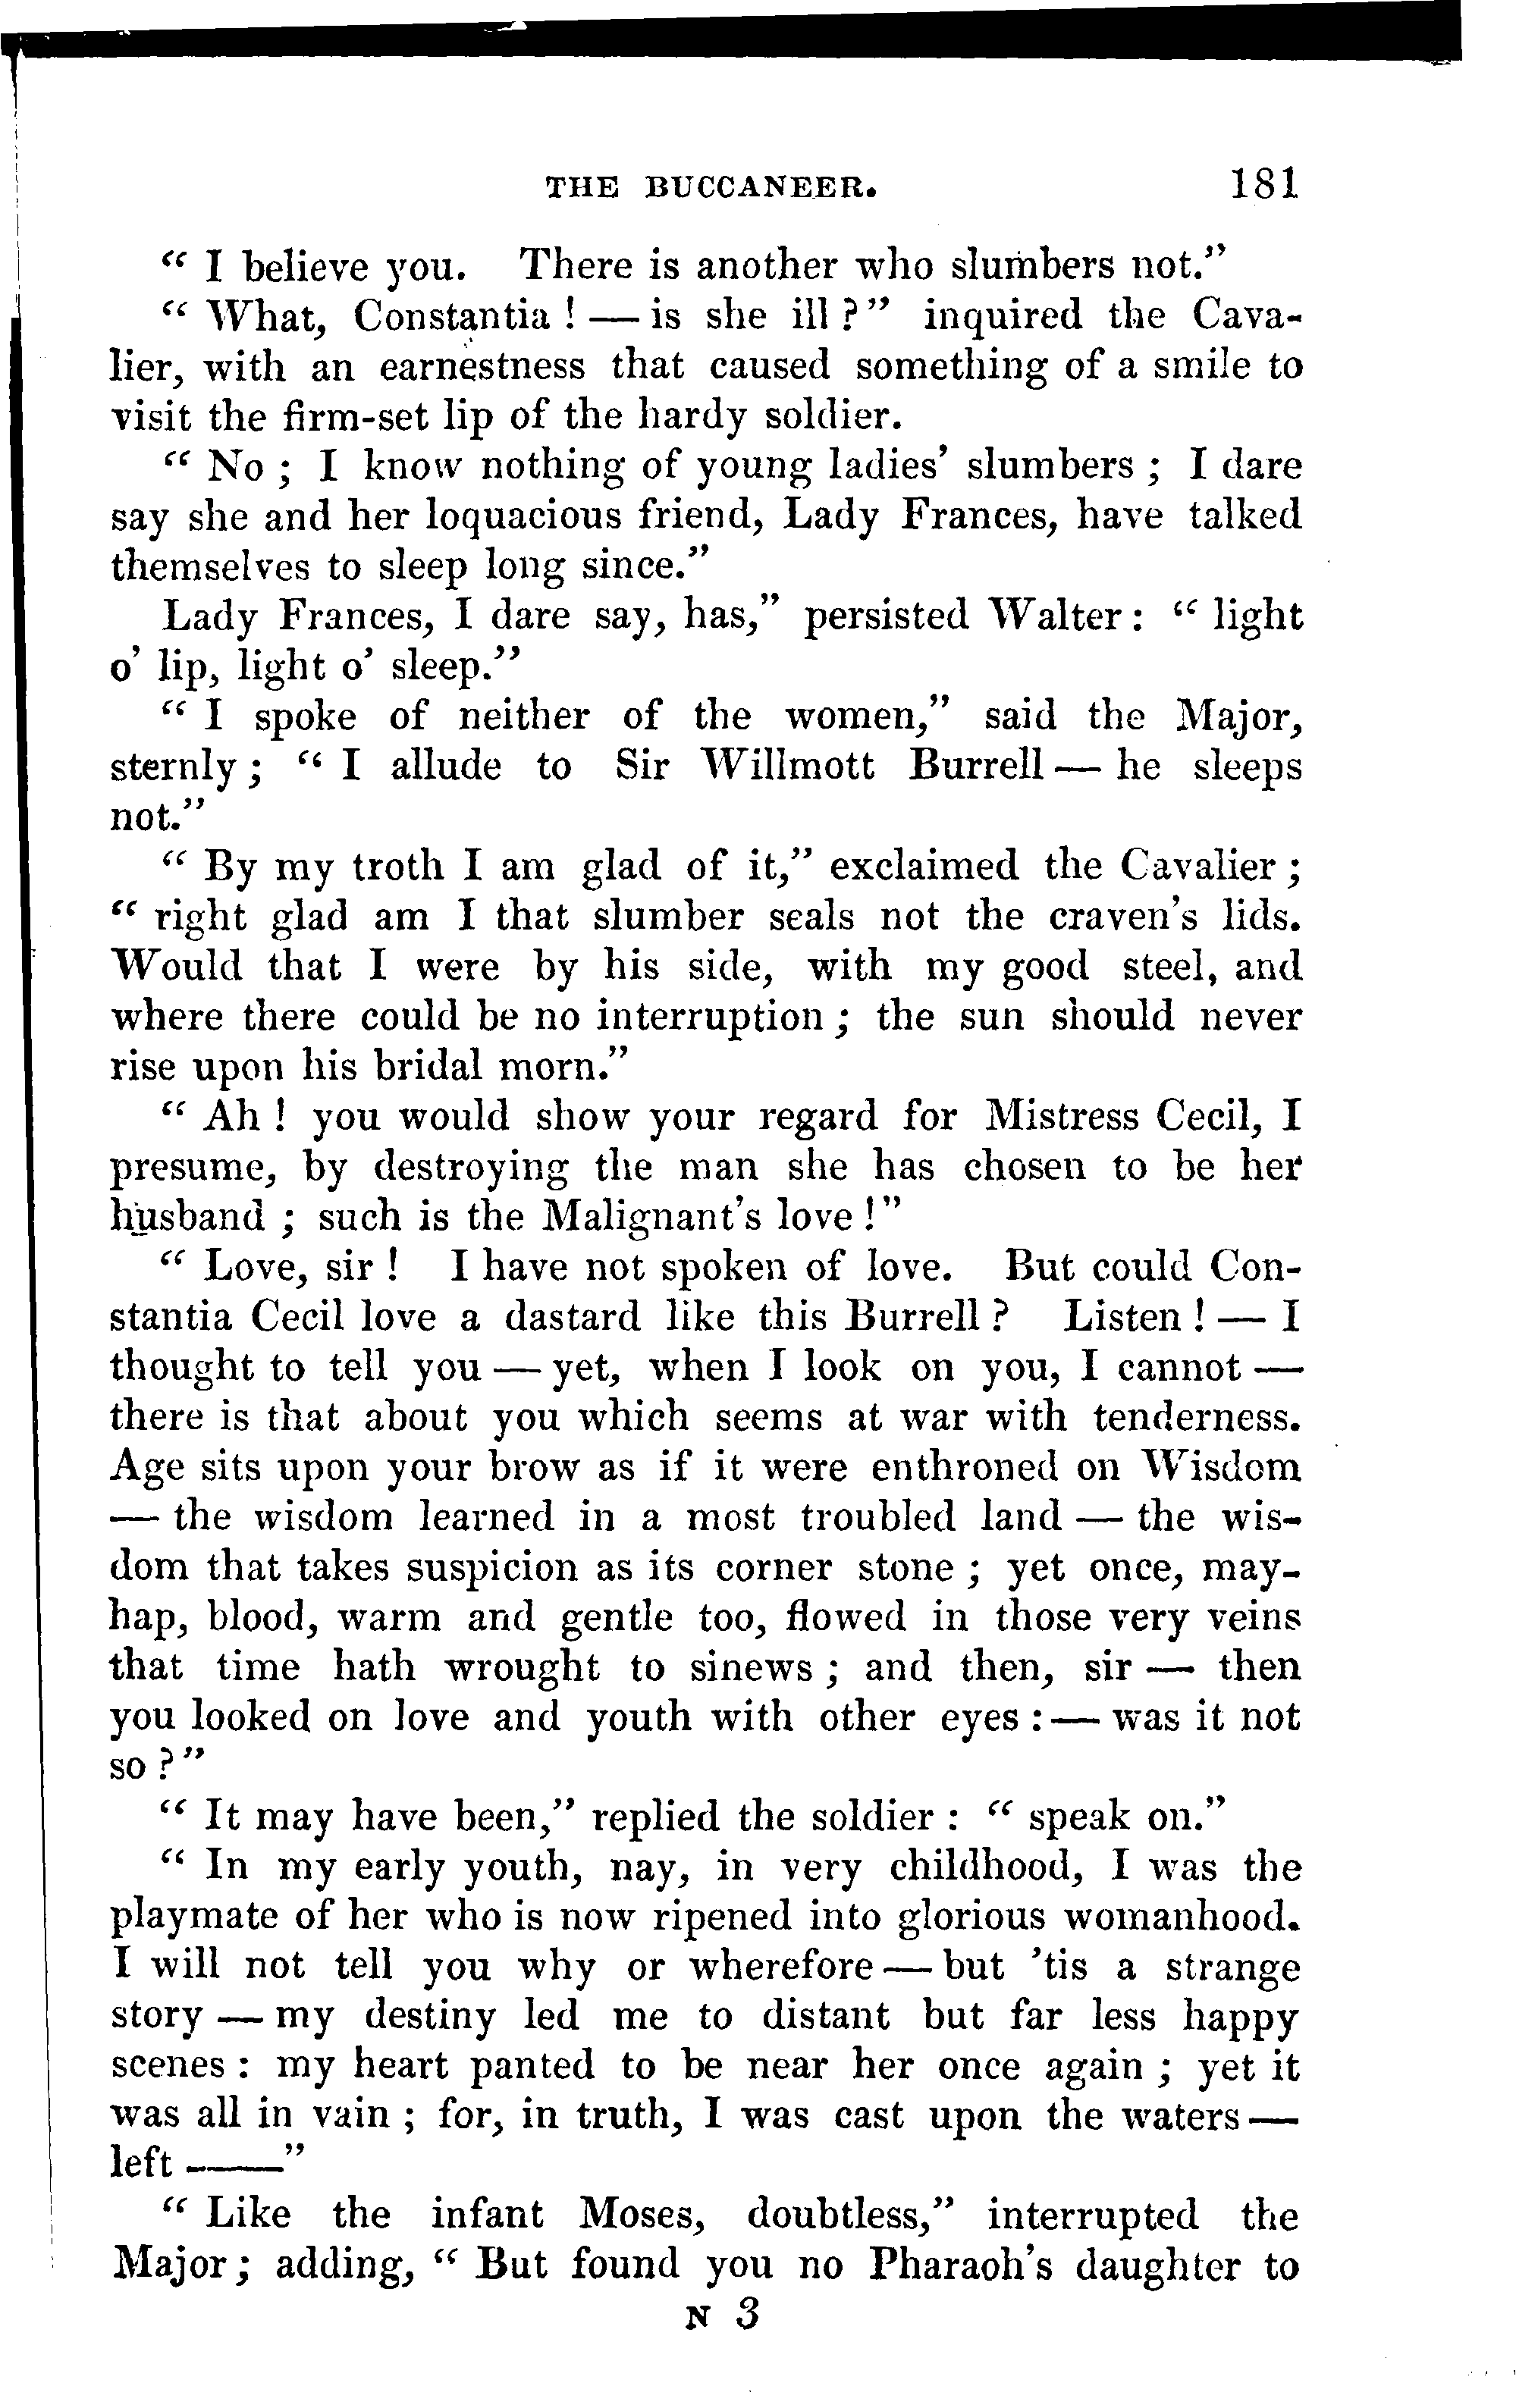 THE BUCCANEER. 181
“ I believe you. There is another who slumbers not.”
“ What, Constantia ! — is she ill ?” inquired the Cava-
lier, with an earnestness that caused something of a smile to
visit the firm-set lip of the hardy soldier.
“ No ; I know nothing of young ladies’ slumbers ; I dare
say she and her loquacious friend, Lady Frances, have talked
themselves to sleep long since.”
Lady Frances, I dare say, has,” persisted Walter : “ light
o’ lip, light o’ sleep.”
“ I spoke of neither of the women,” said the Major,
sternly ; “ I allude to Sir Willmott Burrell — he sleeps
not.”
“ By my troth I am glad of it,” exclaimed the Cavalier ;
“ right glad am I that slumber seals not the craven’s lids.
Would that I were by his side, with my good steel, and
where there could be no interruption ; the sun should never
rise upon his bridal morn.”
“ Ah ! you would show your regard for Mistress Cecil, I
presume, by destroying the man she has chosen to be her
husband ; such is the Malignant’s love !”
“ Love, sir ! I have not spoken of love. But could Con-
stantia Cecil love a dastard like this Burrell ? Listen ! — I
thought to tell you — yet, when I look on you, I cannot —
there is that about you which seems at war with tenderness.
Age sits upon your brow as if it were enthroned on Wisdom
— the wisdom learned in a most troubled land — the wis-
dom that takes suspicion as its corner stone ; yet once, may-
hap, blood, warm and gentle too, flowed in those very veins
that time hath wrought to sinews ; and then, sir — then
you looked on love and youth with other eyes : — was it not
so ?”
“ It may have been,” replied the soldier : “ speak on.”
“ In my early youth, nay, in very childhood, I was the
playmate of her who is now ripened into glorious womanhood.
I will not tell you why or wherefore — but ’tis a strange
story — my destiny led me to distant but far less happy
scenes : my heart panted to be near her once again ; yet it
was all in vain ; for, in truth, I was cast upon the waters —
left ——”
“ Like the infant Moses, doubtless,” interrupted the
Major ; adding, “ But found you no Pharaoh’s daughter to
N 3